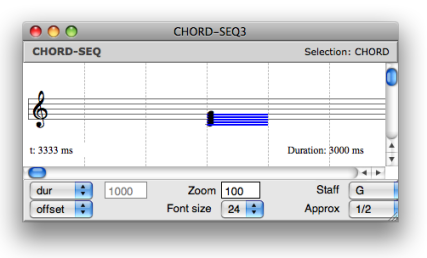 CHORD-SEQ3
CHORD-SEQ Selection: CHORD
t: 3333 ms Duration: 3000 ms
dur 1000 Zoom 100 Staff G
offset Font size 24 Approx 1/2